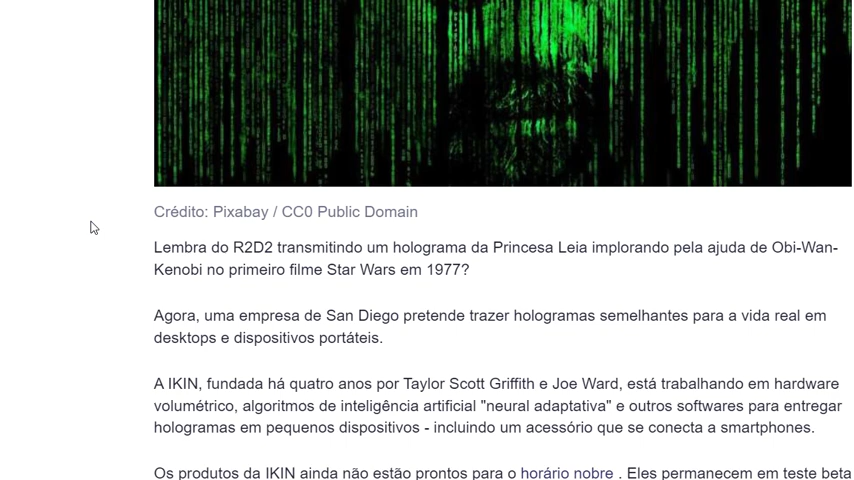 Crédito: Pixabay / CC0 Public Domain
Lembra do R2D2 transmitindo um holograma da Princesa Leia implorando pela ajuda de Obi-Wan-
Kenobi no primeiro filme Star Wars em 1977?
Agora, uma empresa de San Diego pretende trazer hologramas semelhantes para a vida real em
desktops e dispositivos portáteis.
A IKIN, fundada há quatro anos por Taylor Scott Griffith e Joe Ward, está trabalhando em hardware
volumétrico, algoritmos de inteligência artificial "neural adaptativa" e outros softwares para entregar
hologramas em pequenos dispositivos - incluindo um acessório que se conecta a smartphones.
Os produtos da IKIN ainda não estão prontos para o horário nobre . Eles permanecem em teste beta